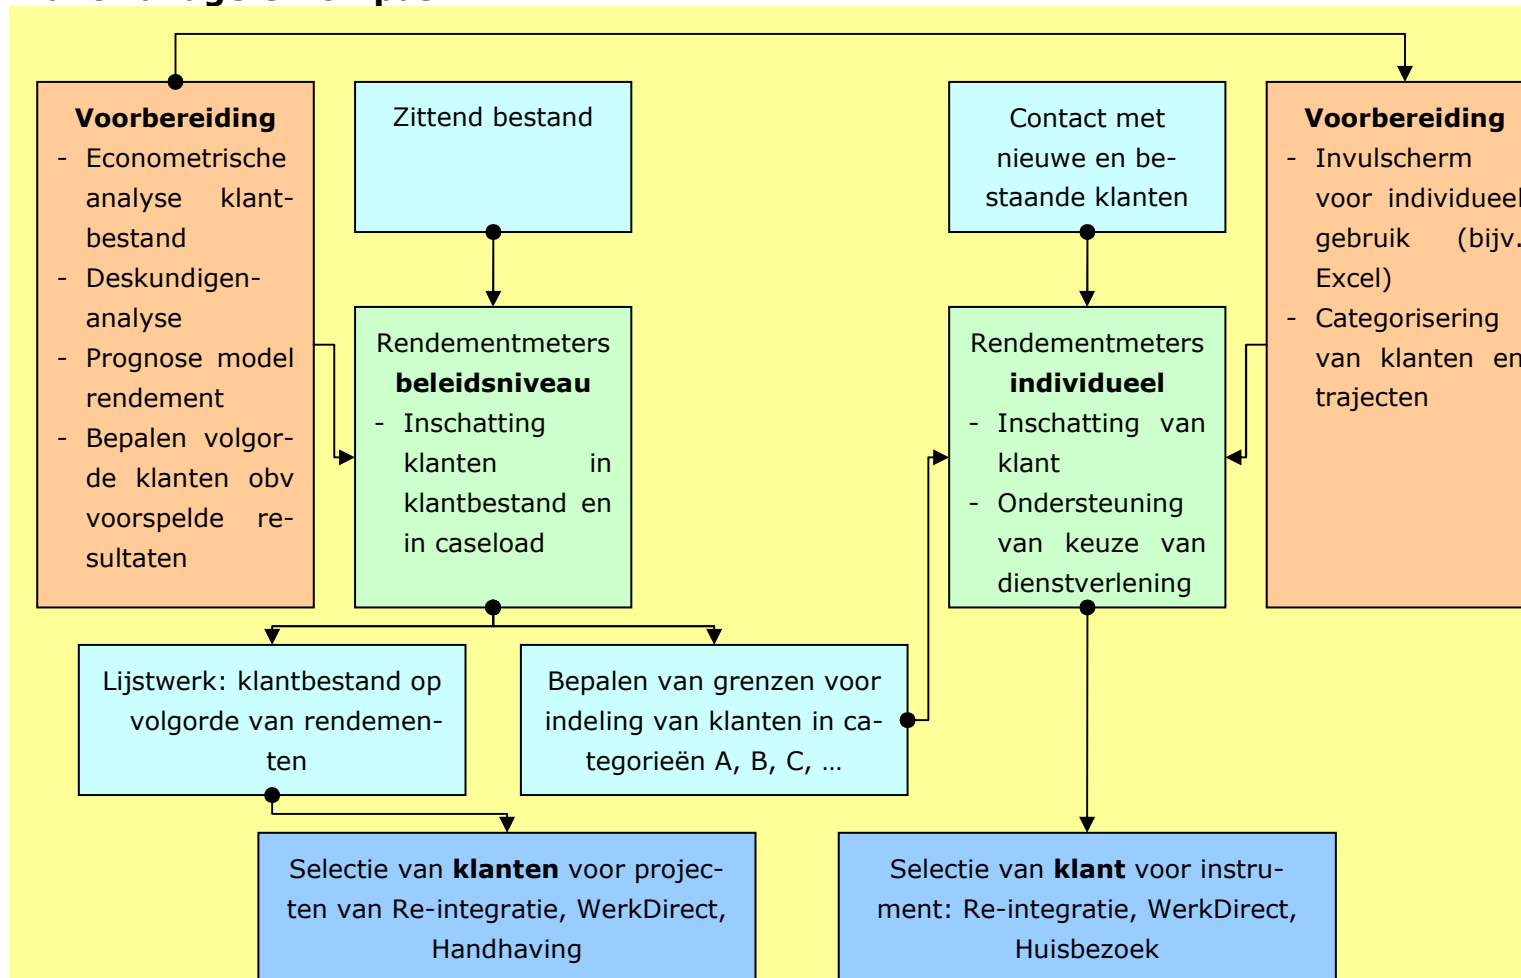 Voorbereiding
- Econometrische
analyse klant-
bestand
- Deskundigen-
analyse
- Prognose model
rendement
- Bepalen volgor-
de klanten obv
voorspelde re-
sultaten
Zittend bestand
Rendementmeters
beleidsniveau
- Inschatting
klanten in
klantbestand en
in caseload
Contact met
nieuwe en be-
staande klanten
Rendementmeters
individueel
- Inschatting van
klant
- Ondersteuning
van keuze van
dienstverlening
Voorbereiding
- Invulscherm
voor individueel
gebruik (bijv.
Excel)
- Categorisering
van klanten en
trajecten
Lijstwerk: klantbestand op
volgorde van rendemen-
ten
Bepalen van grenzen voor
indeling van klanten in ca-
tegorieën A, B, C, …
Selectie van klanten voor projec-
ten van Re-integratie, WerkDirect,
Handhaving
Selectie van klant voor instru-
ment: Re-integratie, WerkDirect,
Huisbezoek